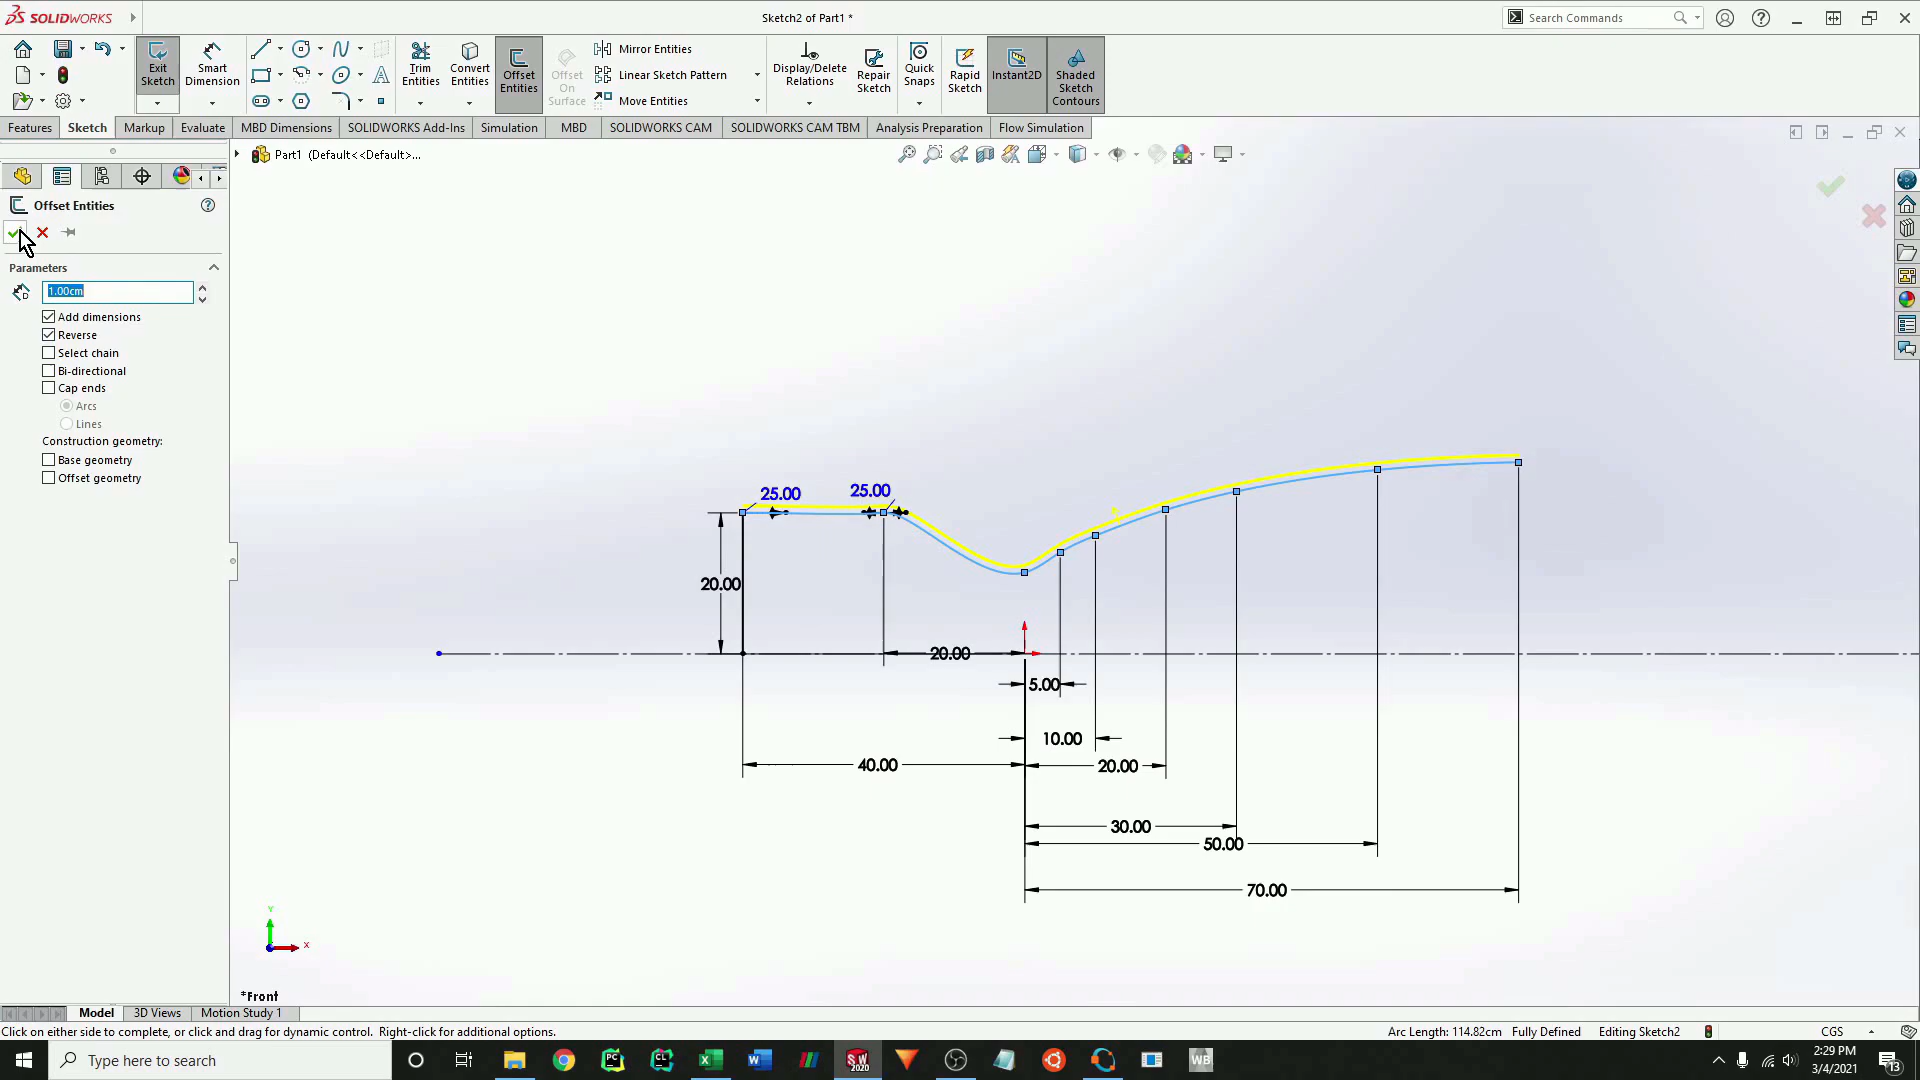 SOLIDWORKS
Sketch2 of Part1 *
Search Commands
Exit Sketch
Smart Dimension
Trim Entities
Convert Entities
Offset Entities
Offset On Surface
Mirror Entities
Linear Sketch Pattern
Move Entities
Display/Delete Relations
Repair Sketch
Quick Snaps
Rapid Sketch
Instant2D
Shaded Sketch Contours
Features Sketch Markup Evaluate MBD Dimensions SOLIDWORKS Add-Ins Simulation MBD SOLIDWORKS CAM SOLIDWORKS CAM TBM Analysis Preparation Flow Simulation
Part1 (Default<<Default>...
Offset Entities
Parameters
1.00cm
Add dimensions
Reverse
Select chain
Bi-directional
Cap ends
Arcs
Lines
Construction geometry:
Base geometry
Offset geometry
25.00 25.00
20.00
20.00
5.00
10.00
40.00 20.00
30.00
50.00
70.00
Y
X
*Front
Model 3D Views Motion Study 1
Click on either side to complete, or click and drag for dynamic control. Right-click for additional options.
Arc Length: 114.82cm Fully Defined Editing Sketch2 CGS
Type here to search
PC
CL
SW 2020
WB
2:29 PM
3/4/2021
13